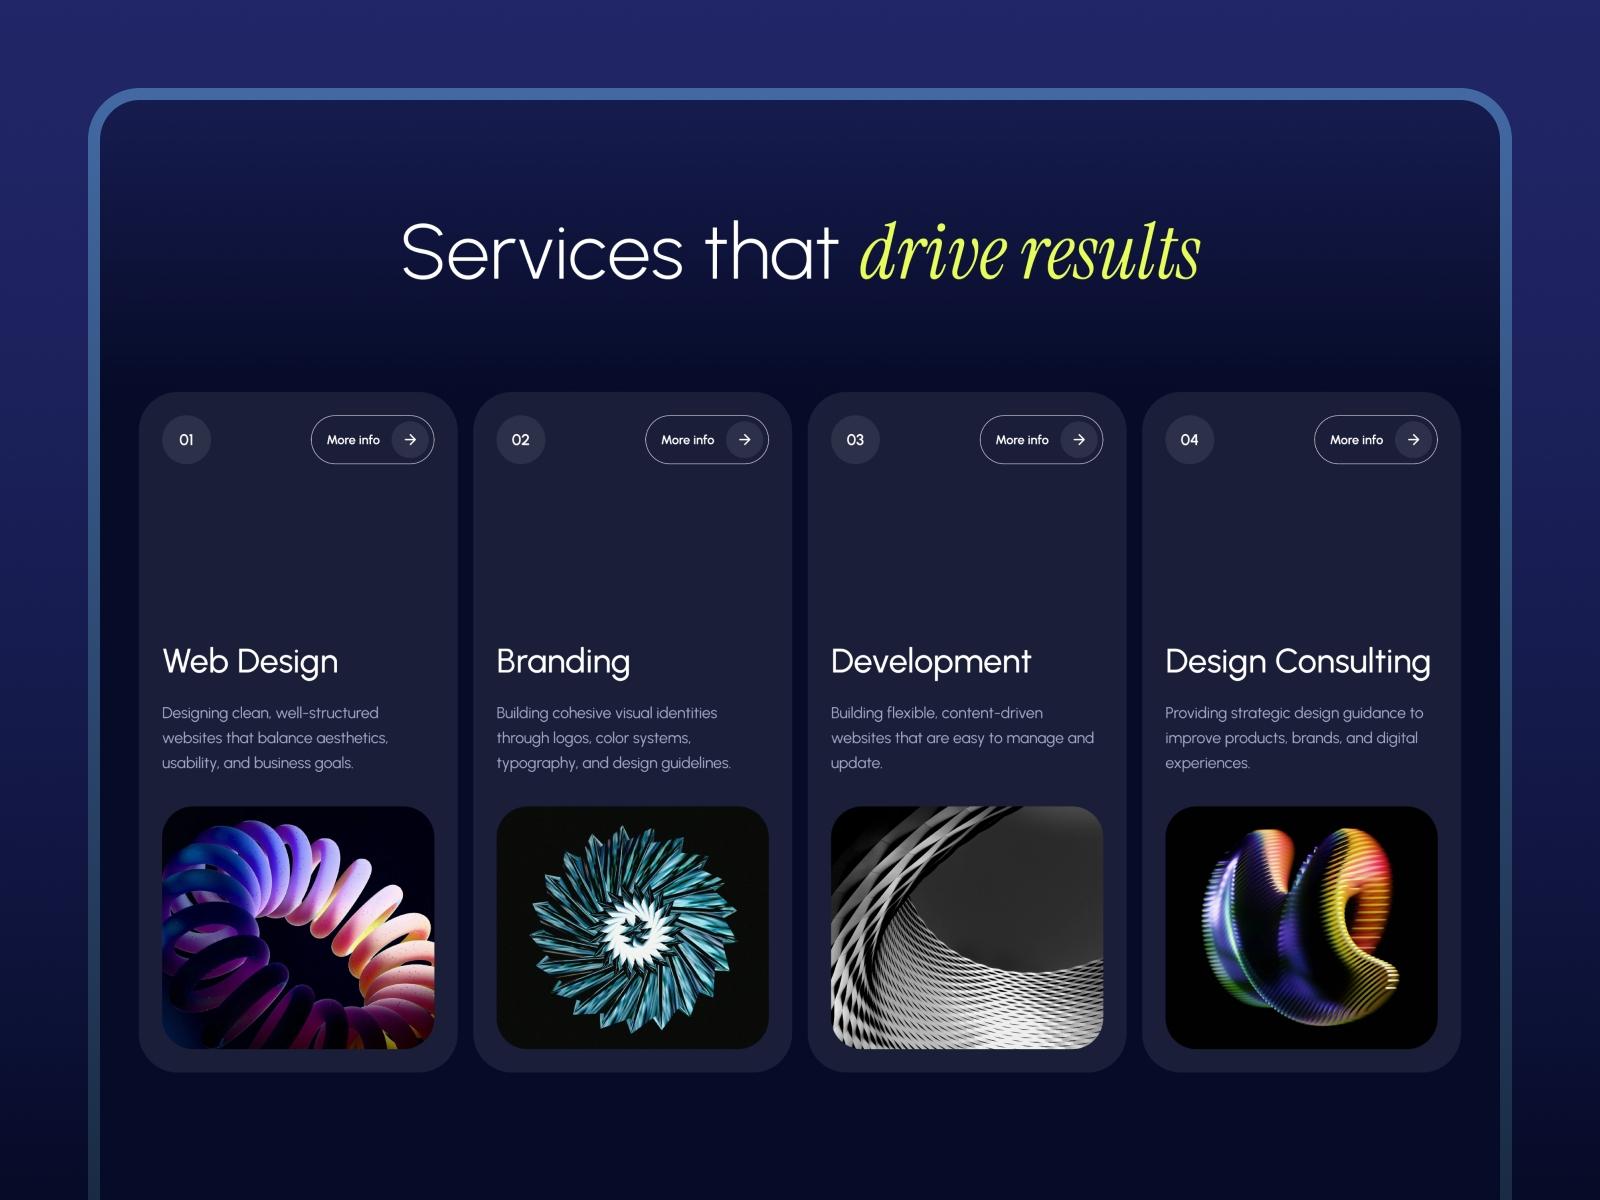 Services that drive results
01
More info
02
More info
03
More info
04
More info
Web Design
Designing clean, well-structured
websites that balance aesthetics,
usability, and business goals.
Branding
Building cohesive visual identities
through logos, color systems,
typography, and design guidelines.
Development
Building flexible, content-driven
websites that are easy to manage and
update.
Design Consulting
Providing strategic design guidance to
improve products, brands, and digital
experiences.